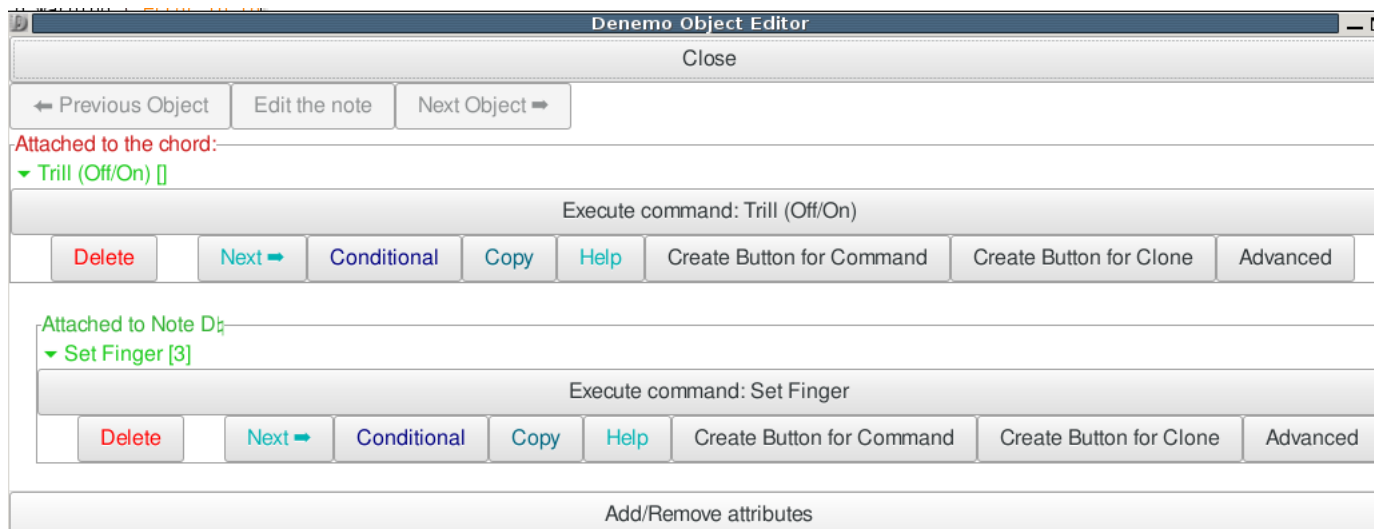 Denemo Object Editor
Close
⬅ Previous Object Edit the note Next Object ➡
Attached to the chord:
Trill (Off/On) []
Execute command: Trill (Off/On)
Delete Next ➡ Conditional Copy Help Create Button for Command Create Button for Clone Advanced
Attached to Note D♮
Set Finger [3]
Execute command: Set Finger
Delete Next ➡ Conditional Copy Help Create Button for Command Create Button for Clone Advanced
Add/Remove attributes